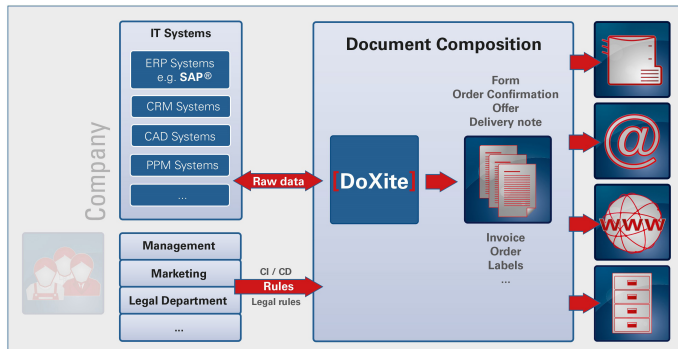 Company
IT Systems
ERP Systems
e.g. SAP®
CRM Systems
CAD Systems
PPM Systems
...
Management
Marketing
Legal Department
...
Raw data
CI / CD
Rules
Legal rules
Document Composition
[DoXite]
Form
Order Confirmation
Offer
Delivery note
Invoice
Order
Labels
...
@
WWW